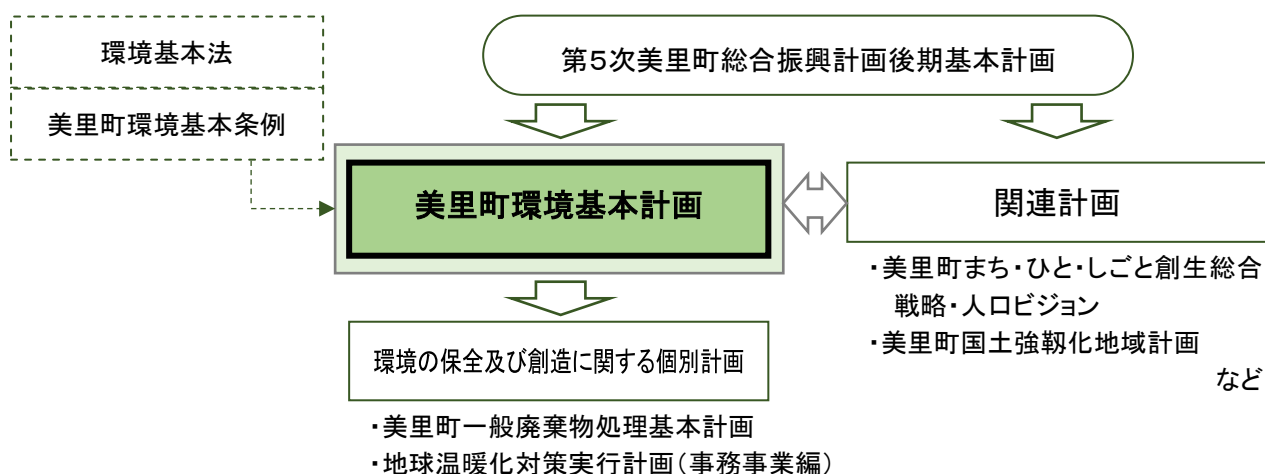 環境基本法
美里町環境基本条例
第5次美里町総合振興計画後期基本計画
美里町環境基本計画
関連計画
・美里町まち・ひと・しごと創生総合
戦略・人口ビジョン
・美里町国土強靱化地域計画
など
環境の保全及び創造に関する個別計画
・美里町一般廃棄物処理基本計画
・地球温暖化対策実行計画（事務事業編）